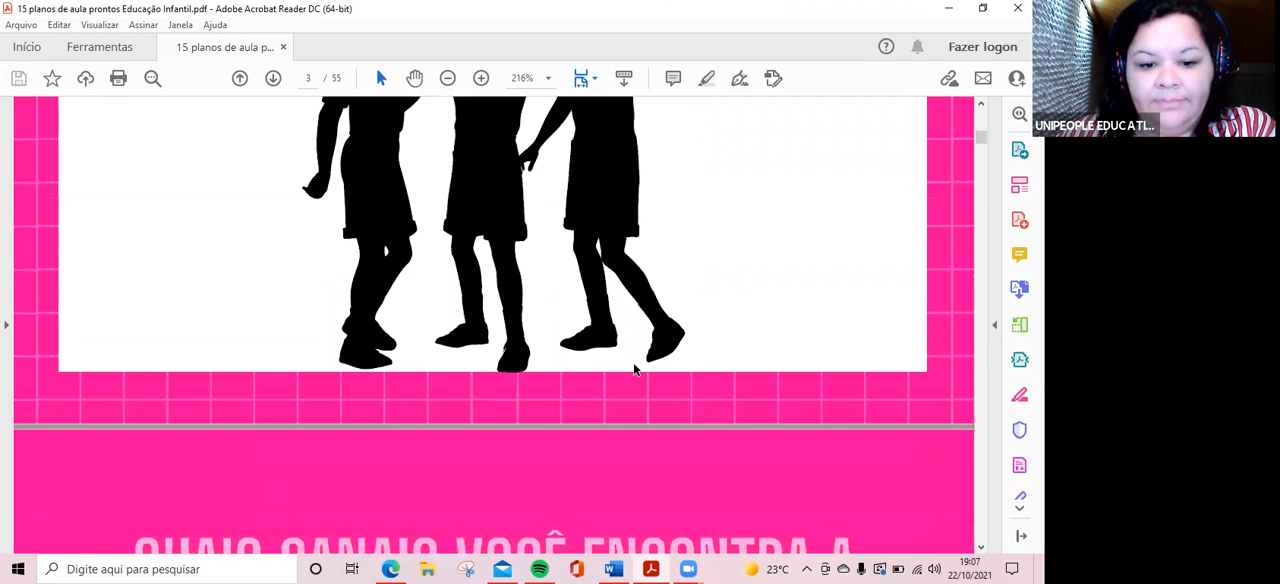 15 planos de aula prontos Educação Infantil.pdf - Adobe Acrobat Reader DC (64-bit)
Arquivo Editar Visualizar Assinar Janela Ajuda
Início Ferramentas 15 planos de aula p... Fazer logon
3 / 55 216%
UNIPEOPLE EDUCATI...
QUAIS CANAIS VOCÊ ENCONTRA A
Digite aqui para pesquisar
23°C
19:07
22/10/2021